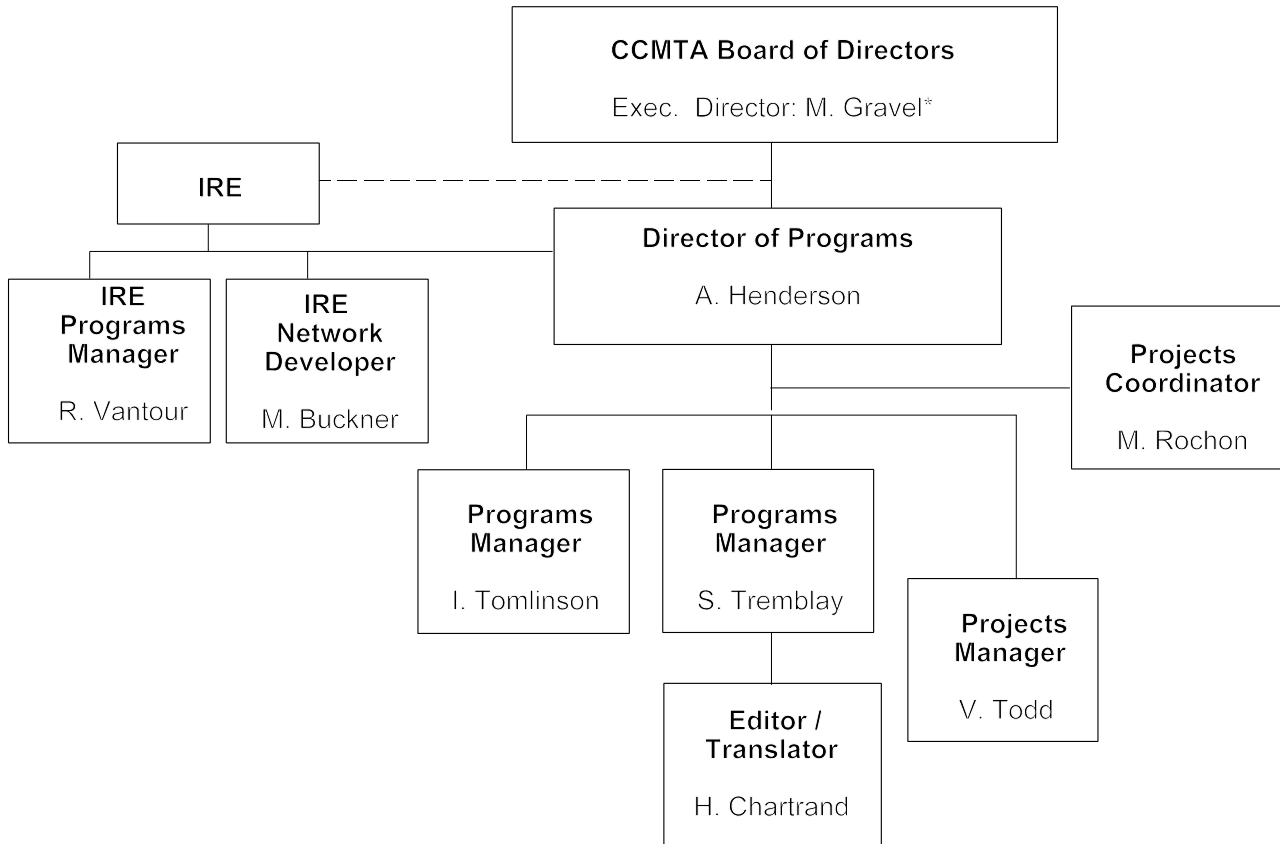 CCMTA Board of Directors
Exec.  Director: M. Gravel*
IRE
Director of Programs
A. Henderson
IRE
Programs
Manager
R. Vantour
IRE
Network
Developer
M. Buckner
Projects
Coordinator
M. Rochon
Programs
Manager
I. Tomlinson
Programs
Manager
S. Tremblay
Projects
Manager
V. Todd
Editor /
Translator
H. Chartrand